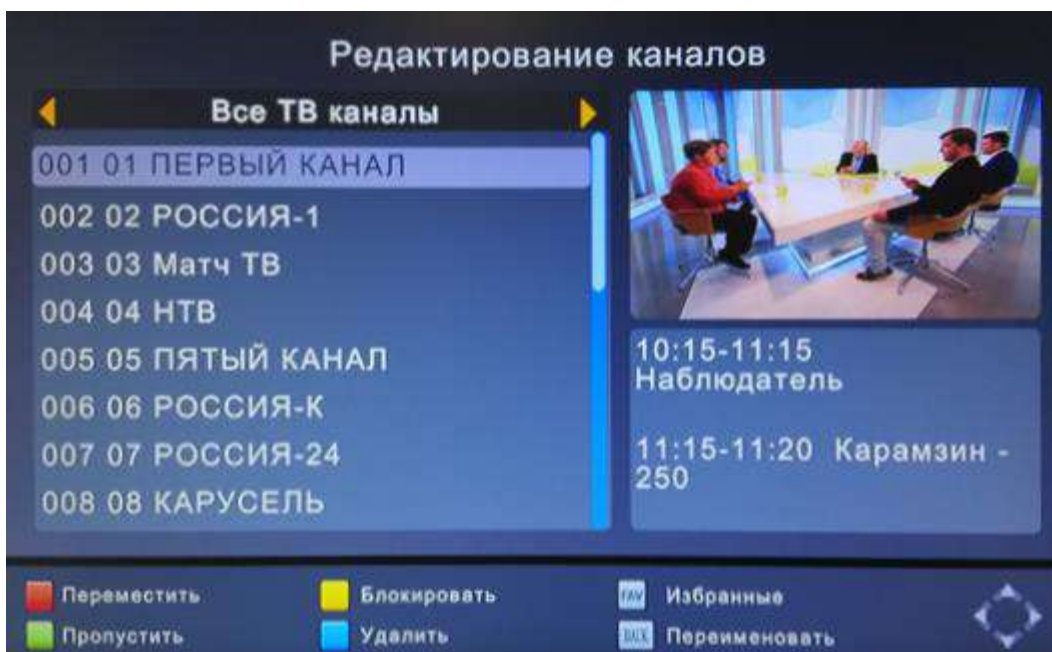 Редактирование каналов
Все ТВ каналы
001 01 ПЕРВЫЙ КАНАЛ
002 02 РОССИЯ-1
003 03 Матч ТВ
004 04 НТВ
005 05 ПЯТЫЙ КАНАЛ
006 06 РОССИЯ-К
007 07 РОССИЯ-24
008 08 КАРУСЕЛЬ
10:15-11:15
Наблюдатель
11:15-11:20 Карамзин -
250
Переместить
Блокировать
FAV Избранные
Пропустить
Удалить
BACK Переименовать